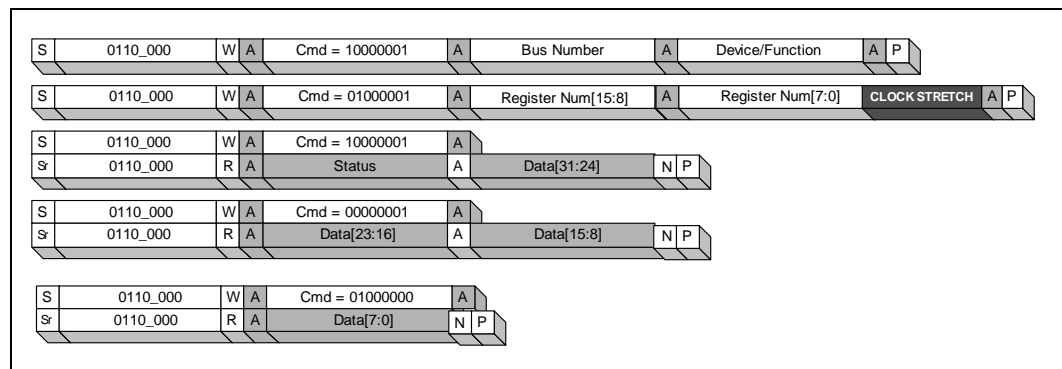 S 0110_000 W A Cmd = 10000001 A Bus Number A Device/Function A P
S 0110_000 W A Cmd = 01000001 A Register Num[15:8] A Register Num[7:0] CLOCK STRETCH A P
S 0110_000 W A Cmd = 10000001 A
Sr 0110_000 R A Status A Data[31:24] N P
S 0110_000 W A Cmd = 00000001 A
Sr 0110_000 R A Data[23:16] A Data[15:8] N P
S 0110_000 W A Cmd = 01000000 A
Sr 0110_000 R A Data[7:0] N P